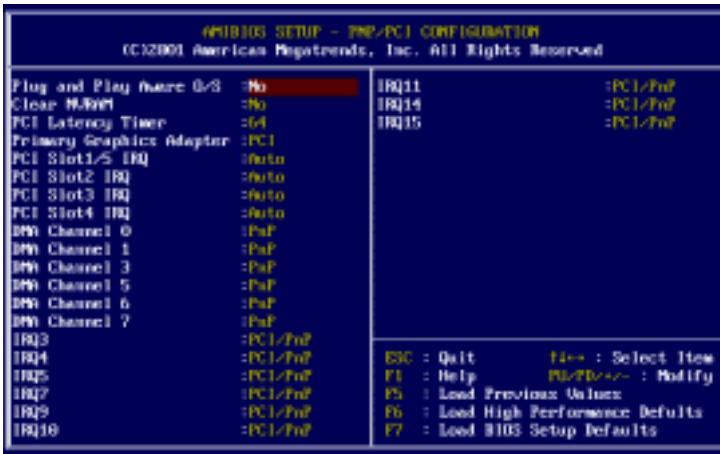 AMIBIOS SETUP - PNP/PCI CONFIGURATION
(C)2001 American Megatrends, Inc. All Rights Reserved
Plug and Play Aware O/S :No
Clear NVRAM :No
PCI Latency Timer :64
Primary Graphics Adapter :PCI
PCI Slot1/5 IRQ :Auto
PCI Slot2 IRQ :Auto
PCI Slot3 IRQ :Auto
PCI Slot4 IRQ :Auto
DMA Channel 0 :PnP
DMA Channel 1 :PnP
DMA Channel 3 :PnP
DMA Channel 5 :PnP
DMA Channel 6 :PnP
DMA Channel 7 :PnP
IRQ3 :PCI/PnP
IRQ4 :PCI/PnP
IRQ5 :PCI/PnP
IRQ7 :PCI/PnP
IRQ9 :PCI/PnP
IRQ10 :PCI/PnP
IRQ11 :PCI/PnP
IRQ14 :PCI/PnP
IRQ15 :PCI/PnP
ESC : Quit ↑↓←→ : Select Item
F1 : Help PU/PD/+/- : Modify
F5 : Load Previous Values
F6 : Load High Performance Defults
F7 : Load BIOS Setup Defaults